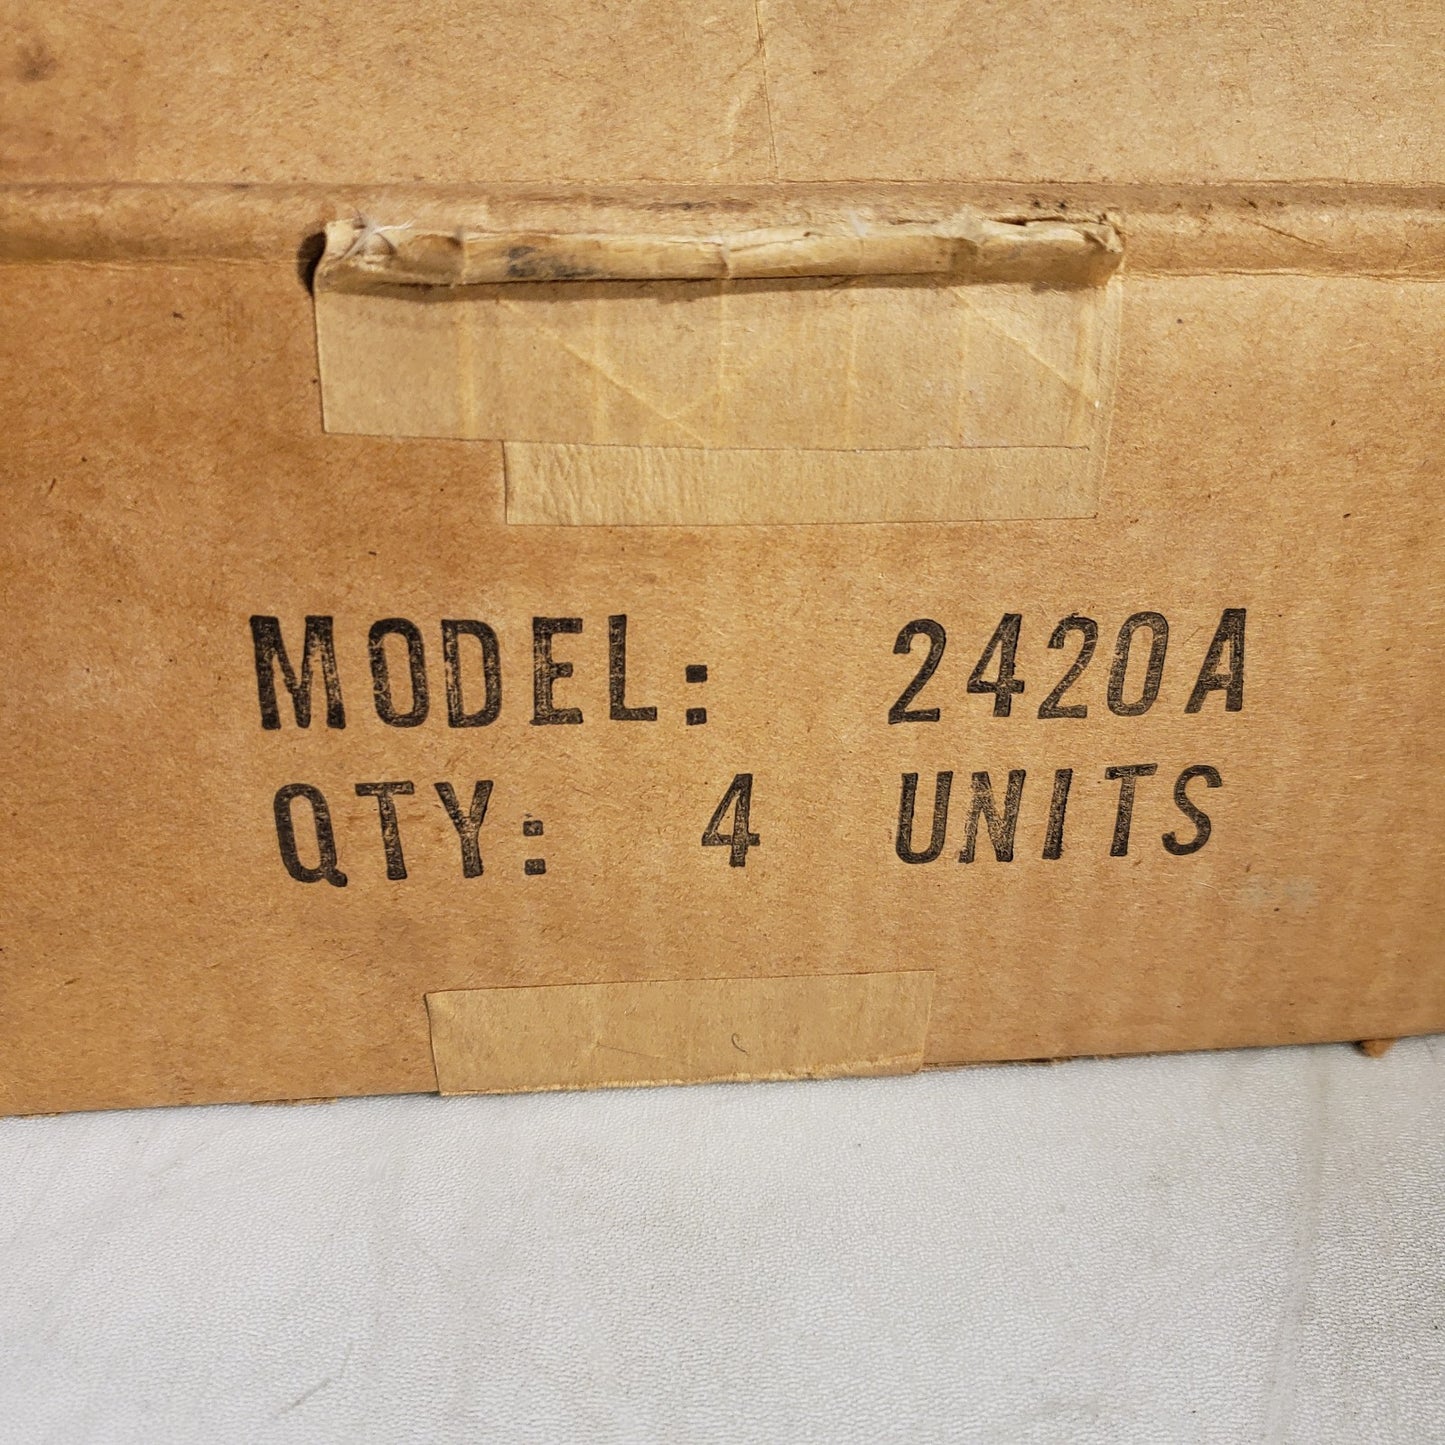 MODEL: 2420A
QTY: 4 UNITS